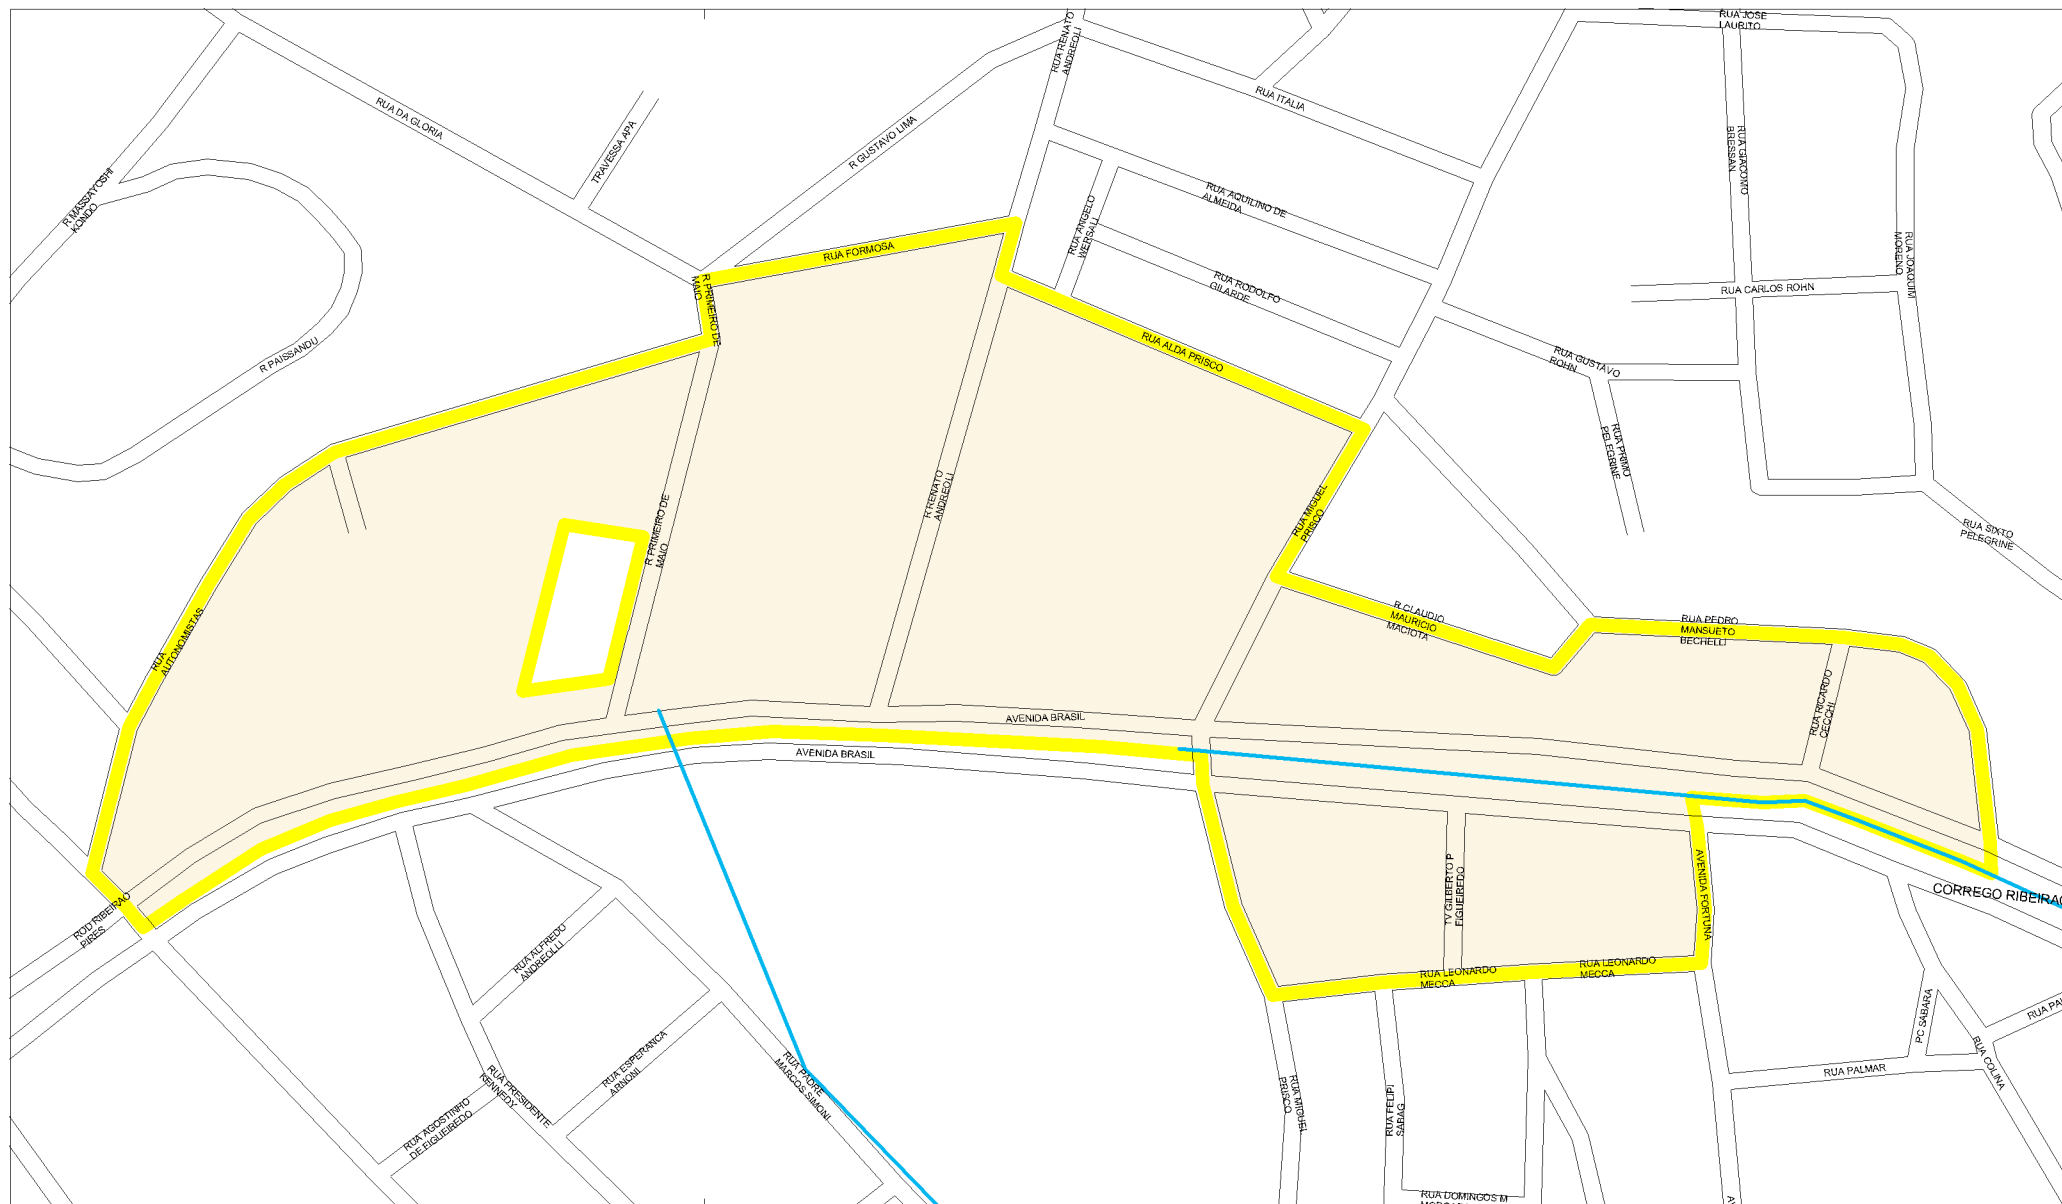 RUA JOSE
LAURITO
RUA RENATO
ANDREOLI
RUA ITALIA
RUA DA GLORIA
TRAVESSA APA
R GUSTAVO LIMA
RUA GIACOMO
BRESSAN
R MASSAYOSHI
KONDO
RUA AQUILINO DE
ALMEIDA
RUA ANGELO
WERSALI
RUA JOAQUIM
MORENO
RUA FORMOSA
R PRIMEIRO DE
MAIO
RUA RODOLFO
GILARDE
RUA CARLOS ROHN
R PAISSANDU
RUA ALDA PRISCO
RUA GUSTAVO
ROHN
RUA PRIMO
PELEGRINE
R RENATO
ANDREOLI
R PRIMEIRO DE
MAIO
RUA MIGUEL
PRISCO
RUA SIXTO
PELEGRINE
R CLAUDIO
MAURICIO
MACIOTA
RUA PEDRO
MANSUETO
BECHELLI
RUA
AUTONOMISTAS
RUA RICARDO
CECCHI
AVENIDA BRASIL
AVENIDA BRASIL
TV GILBERTO P
FIGUEIREDO
AVENIDA FORTUNA
CORREGO RIBEIRAO
ROD RIBEIRAO
PIRES
RUA ALFREDO
ANDREOLLI
RUA LEONARDO
MECCA
RUA LEONARDO
MECCA
PC SABARA
RUA COLINA
RUA PALMAR
RUA ESPERANCA
ARNONI
RUA PADRE
MARCOS SIMONI
RUA PRESIDENTE
KENNEDY
RUA AGOSTINHO
DE FIGUEIREDO
RUA MIGUEL
PRISCO
RUA FELIPI
SABAG
RUA DOMINGOS M